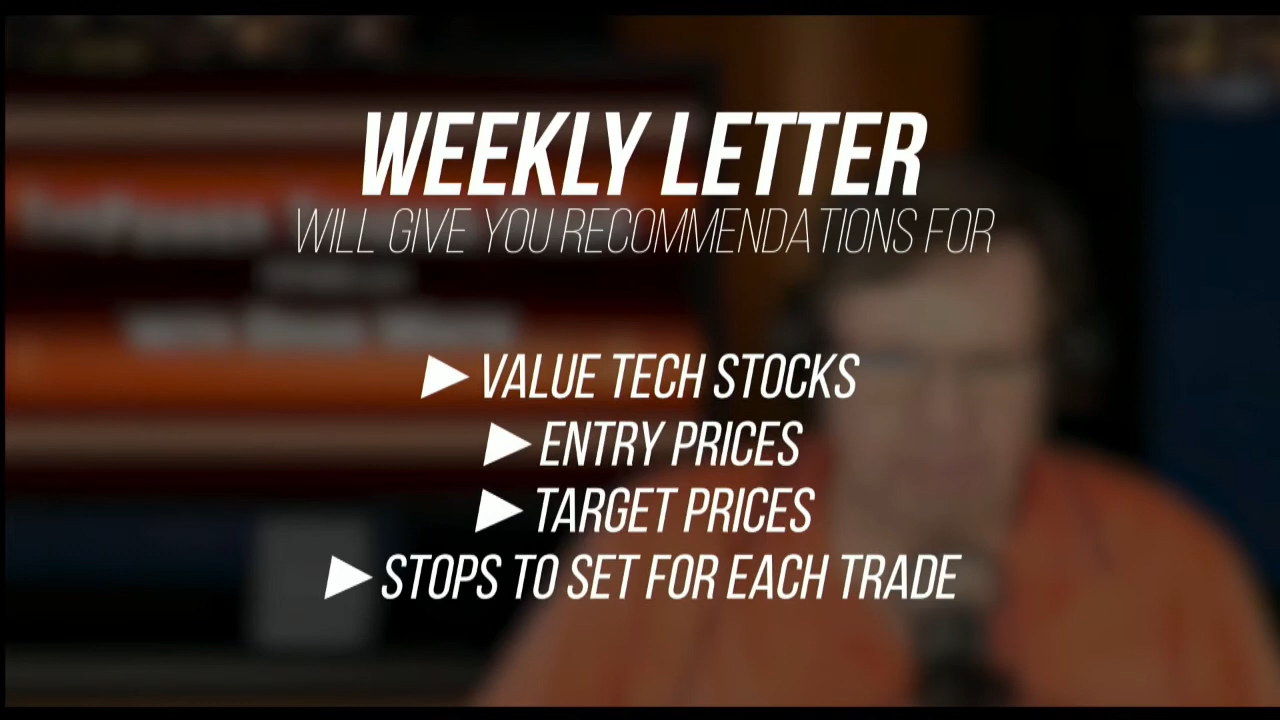 WEEKLY LETTER
WILL GIVE YOU RECOMMENDATIONS FOR
▶ VALUE TECH STOCKS
▶ ENTRY PRICES
▶ TARGET PRICES
▶ STOPS TO SET FOR EACH TRADE